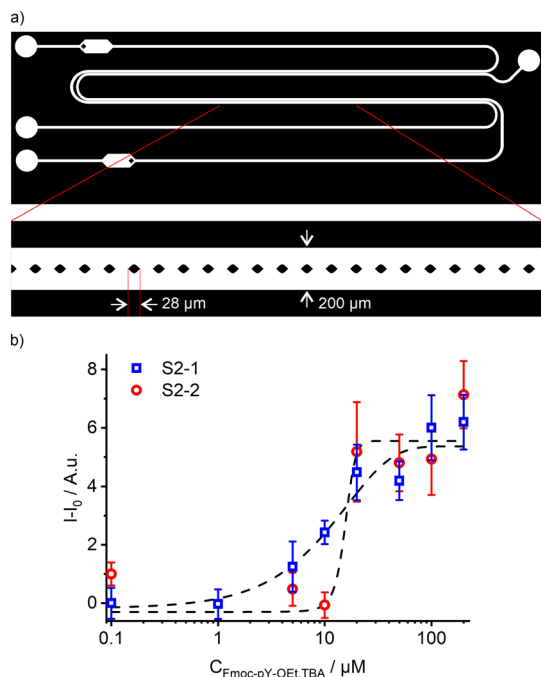 a)
28 μm
200 μm
b)
S2-1
S2-2
I-I0 / A.u.
8
6
4
2
0
0.1
1
10
100
CFmoc-pY-OEt.TBA / μM